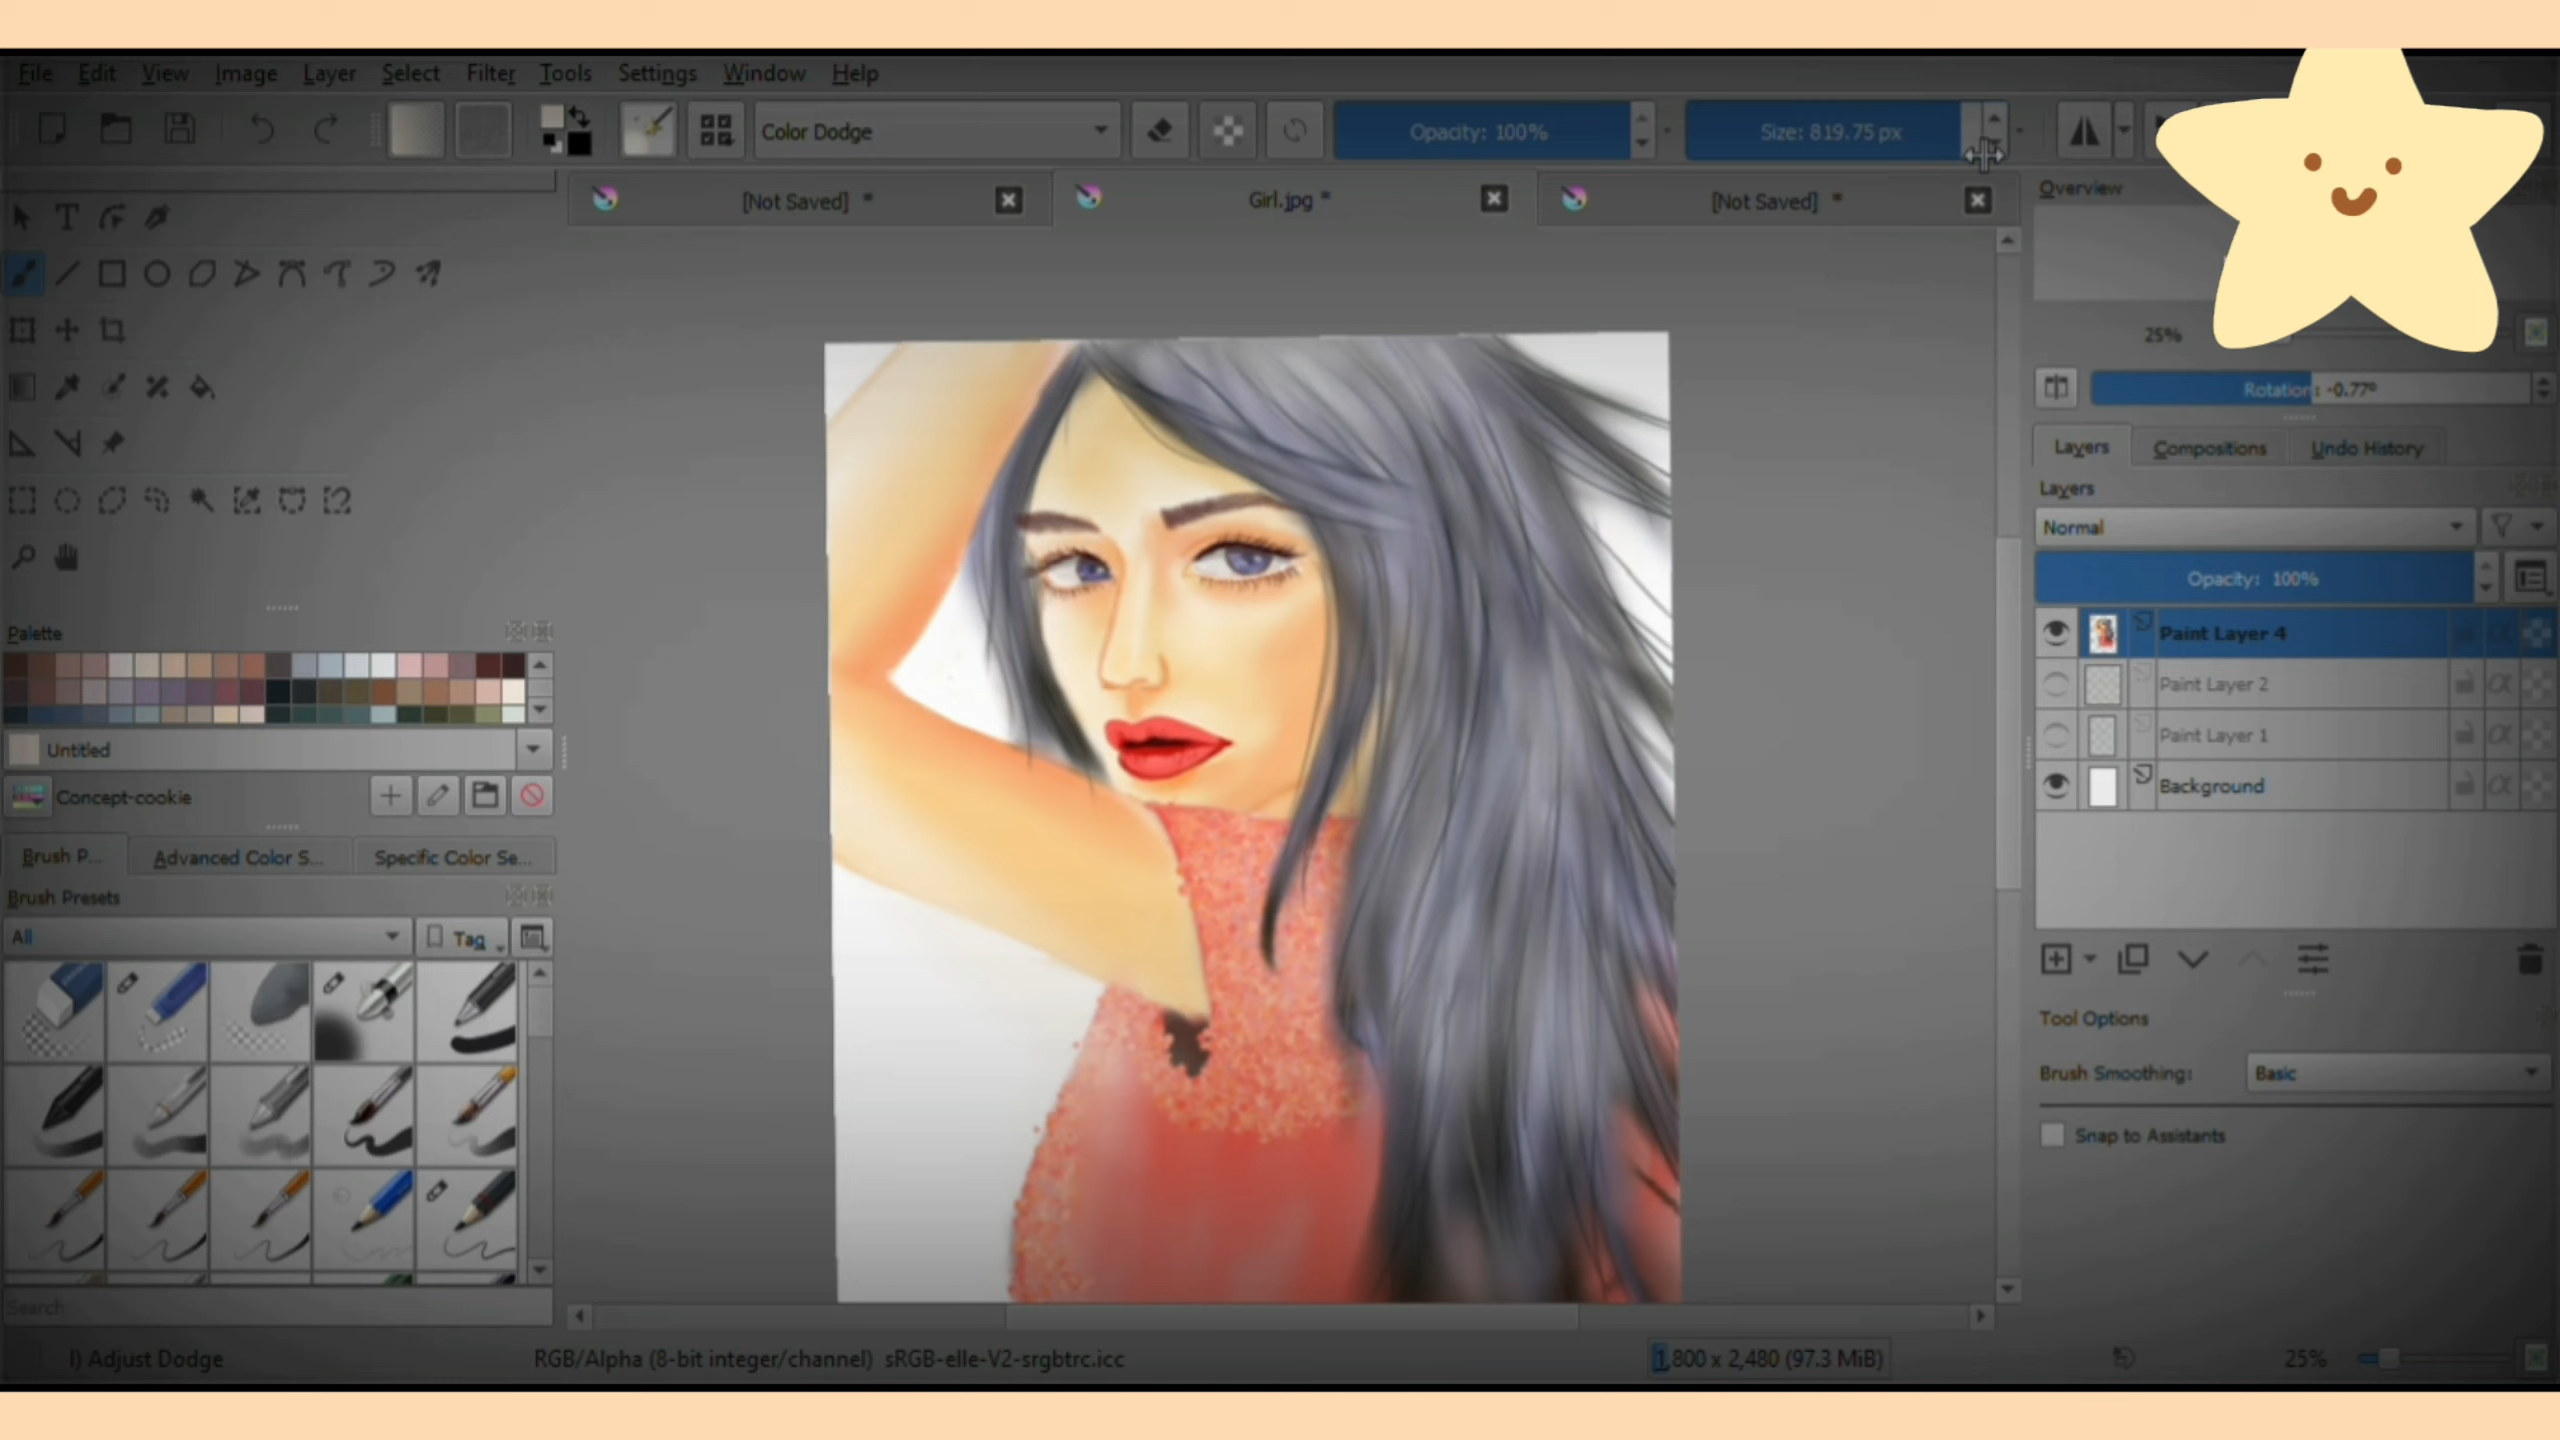 File Edit View Image Layer Select Filter Tools Settings Window Help
Color Dodge
Opacity: 100%
Size: 819.75 px
[Not Saved] *
Girl.jpg *
[Not Saved] *
Overview
25%
Rotation: -0.77°
Layers Compositions Undo History
Layers
Normal
Opacity: 100%
Paint Layer 4
Paint Layer 2
Paint Layer 1
Background
Tool Options
Brush Smoothing: Basic
Snap to Assistants
Palette
Untitled
Concept-cookie
Brush P... Advanced Color S... Specific Color Se...
Brush Presets
All Tag
Search
l) Adjust Dodge RGB/Alpha (8-bit integer/channel) sRGB-elle-V2-srgbtrc.icc 1,800 x 2,480 (97.3 MiB) 25%